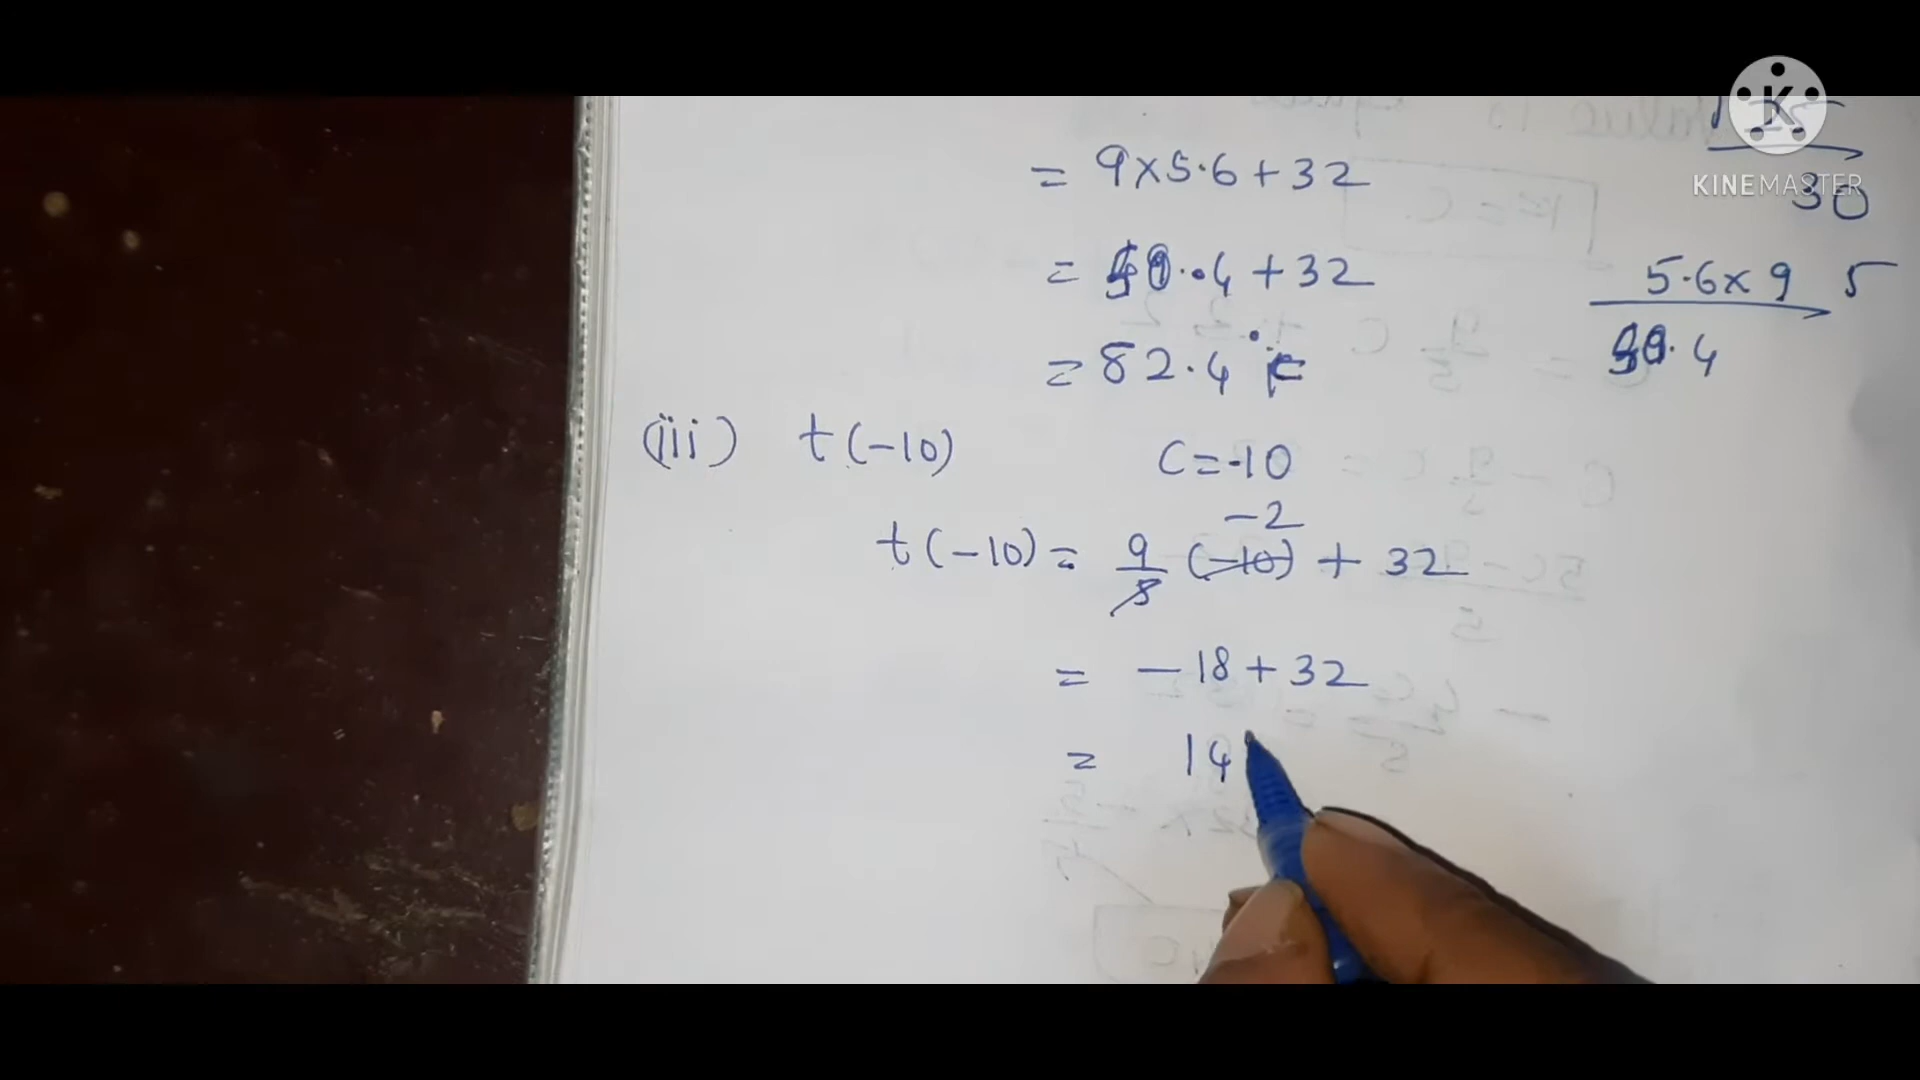 KINEMASTER
30
= 9×5.6+32
= 50.4+32
5.6×9 5
50.4
= 82.4°F
(iii) t(-10) C=-10
-2
t(-10) = 9/5 (-10) + 32
= -18+32
= 14